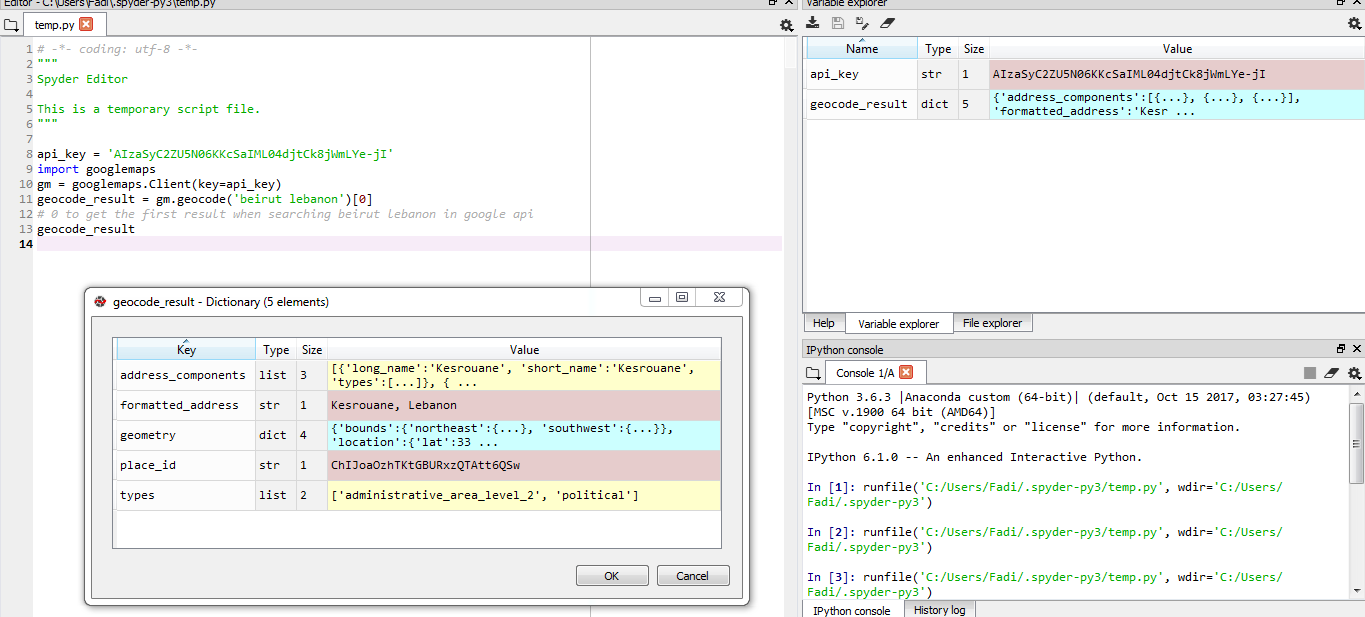 Editor - C:\Users\Fadi\.spyder-py3\temp.py
temp.py
1 # -*- coding: utf-8 -*-
2 """
3 Spyder Editor
4
5 This is a temporary script file.
6 """
7
8 api_key = 'AIzaSyC2ZU5N06KKcSaIML04djtCk8jWmLYe-jI'
9 import googlemaps
10 gm = googlemaps.Client(key=api_key)
11 geocode_result = gm.geocode('beirut lebanon')[0]
12 # 0 to get the first result when searching beirut lebanon in google api
13 geocode_result
14
geocode_result - Dictionary (5 elements)
Key Type Size Value
address_components list 3 [{'long_name':'Kesrouane', 'short_name':'Kesrouane',
'types':[...]}, { ...
formatted_address str 1 Kesrouane, Lebanon
geometry dict 4 {'bounds':{'northeast':{...}, 'southwest':{...}},
'location':{'lat':33 ...
place_id str 1 ChIJoaOzhTKtGBURxzQTAtt6QSw
types list 2 ['administrative_area_level_2', 'political']
OK Cancel
Variable explorer
Name Type Size Value
api_key str 1 AIzaSyC2ZU5N06KKcSaIML04djtCk8jWmLYe-jI
geocode_result dict 5 {'address_components':[{...}, {...}, {...}],
'formatted_address':'Kesr ...
Help Variable explorer File explorer
IPython console
Console 1/A
Python 3.6.3 |Anaconda custom (64-bit)| (default, Oct 15 2017, 03:27:45)
[MSC v.1900 64 bit (AMD64)]
Type "copyright", "credits" or "license" for more information.
IPython 6.1.0 -- An enhanced Interactive Python.
In [1]: runfile('C:/Users/Fadi/.spyder-py3/temp.py', wdir='C:/Users/
Fadi/.spyder-py3')
In [2]: runfile('C:/Users/Fadi/.spyder-py3/temp.py', wdir='C:/Users/
Fadi/.spyder-py3')
In [3]: runfile('C:/Users/Fadi/.spyder-py3/temp.py', wdir='C:/Users/
Fadi/.spyder-py3')
IPython console History log